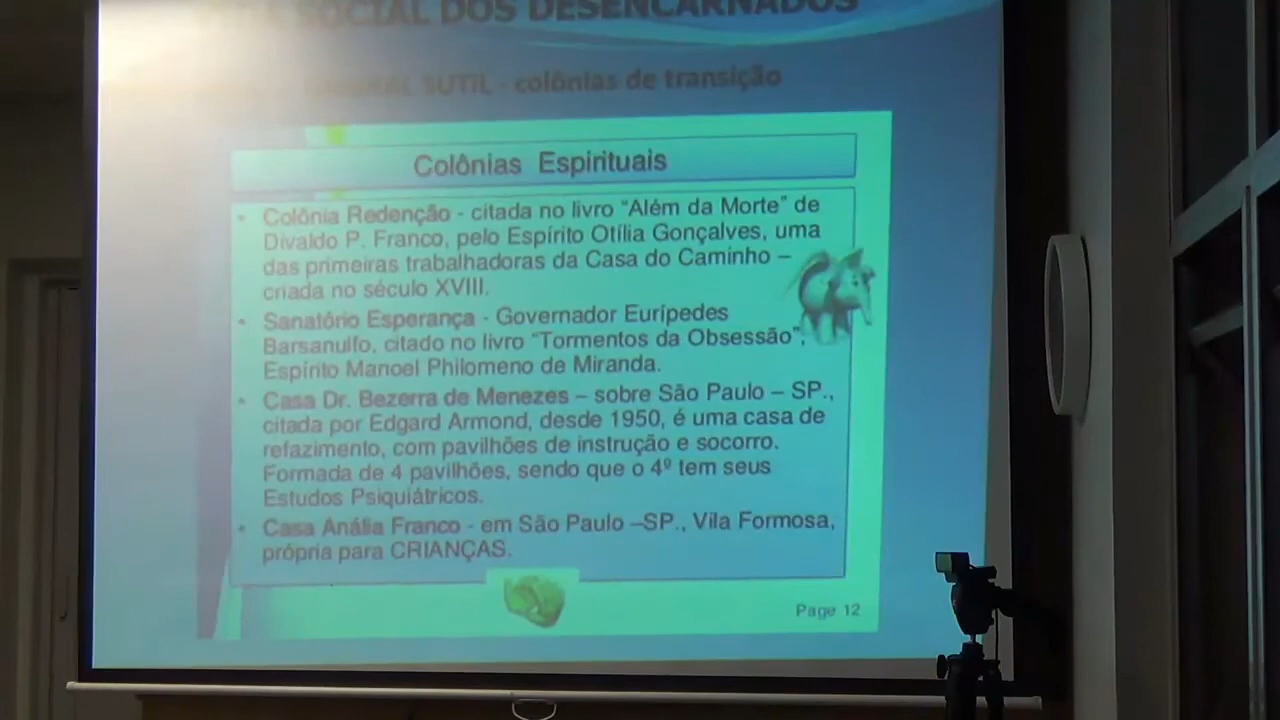 SOCIAL DOS DESENCARNADOS
SUTIL - colônias de transição
Colônias Espirituais
• Colônia Redenção - citada no livro “Além da Morte” de
Divaldo P. Franco, pelo Espírito Otília Gonçalves, uma
das primeiras trabalhadoras da Casa do Caminho –
criada no século XVIII.
• Sanatório Esperança - Governador Eurípedes
Barsanulfo, citado no livro “Tormentos da Obsessão”,
Espírito Manoel Philomeno de Miranda.
• Casa Dr. Bezerra de Menezes – sobre São Paulo – SP.,
citada por Edgard Armond, desde 1950, é uma casa de
refazimento, com pavilhões de instrução e socorro.
Formada de 4 pavilhões, sendo que o 4º tem seus
Estudos Psiquiátricos.
• Casa Anália Franco - em São Paulo –SP., Vila Formosa,
própria para CRIANÇAS.
Page 12